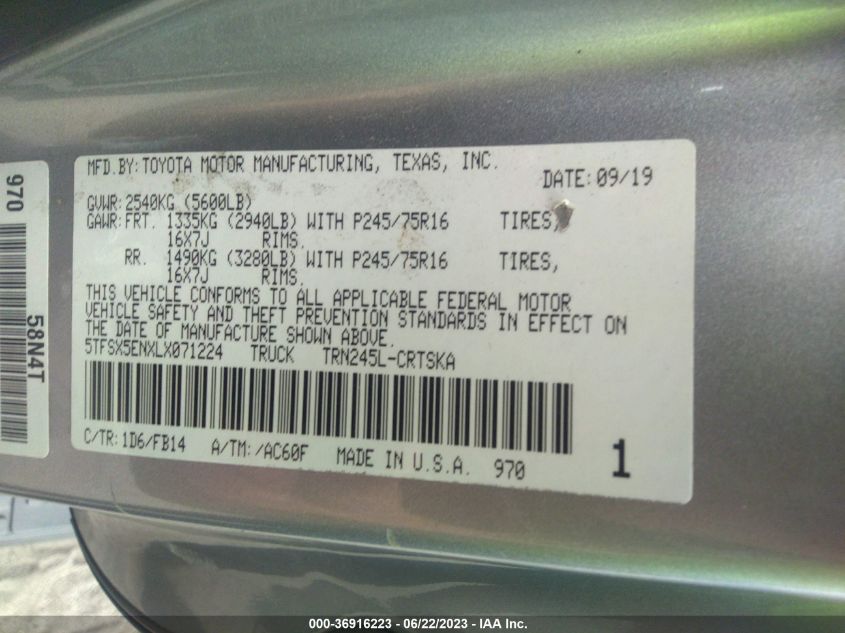 970
58N4T
MFD.BY: TOYOTA MOTOR MANUFACTURING, TEXAS, INC.
DATE: 09/19
GVWR: 2540KG (5600LB)
GAWR: FRT. 1335KG (2940LB) WITH P245/75R16 TIRES,
16X7J RIMS.
RR. 1490KG (3280LB) WITH P245/75R16 TIRES,
16X7J RIMS.
THIS VEHICLE CONFORMS TO ALL APPLICABLE FEDERAL MOTOR
VEHICLE SAFETY AND THEFT PREVENTION STANDARDS IN EFFECT ON
THE DATE OF MANUFACTURE SHOWN ABOVE.
5TFSX5ENXLX071224 TRUCK TRN245L-CRTSKA
C/TR: 1D6/FB14 A/TM: /AC60F MADE IN U.S.A. 970 1
000-36916223 - 06/22/2023 - IAA Inc.